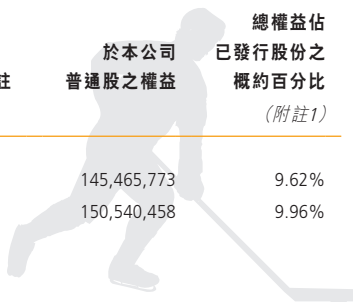 總權益佔
於本公司 已發行股份之
註 普通股之權益 概約百分比
（附註1）
145,465,773 9.62%
150,540,458 9.96%